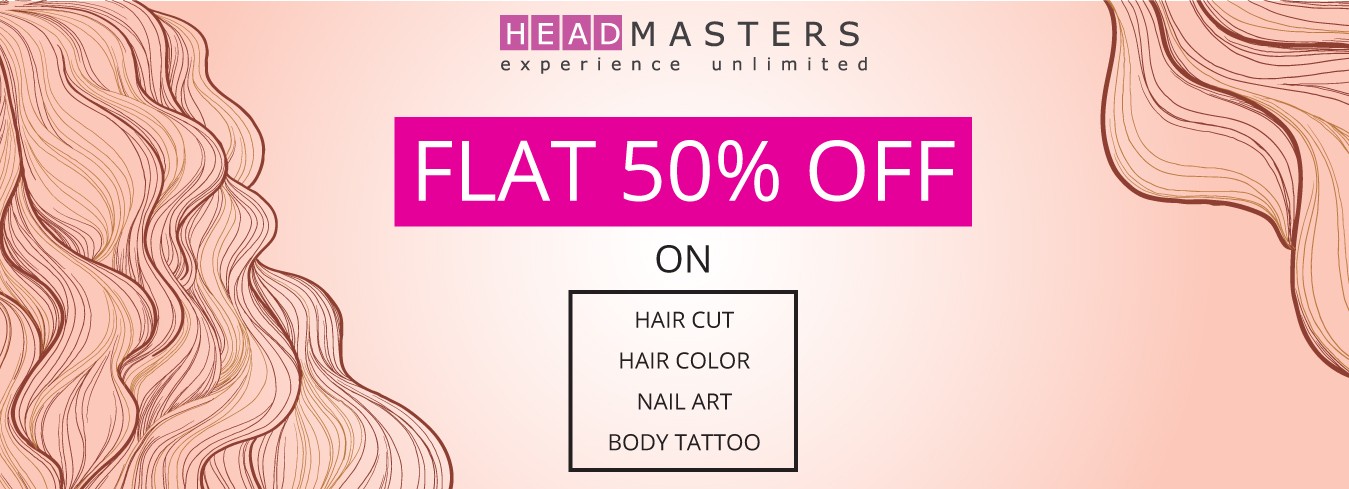 HEADMASTERS
experience unlimited
FLAT 50% OFF
ON
HAIR CUT
HAIR COLOR
NAIL ART
BODY TATTOO